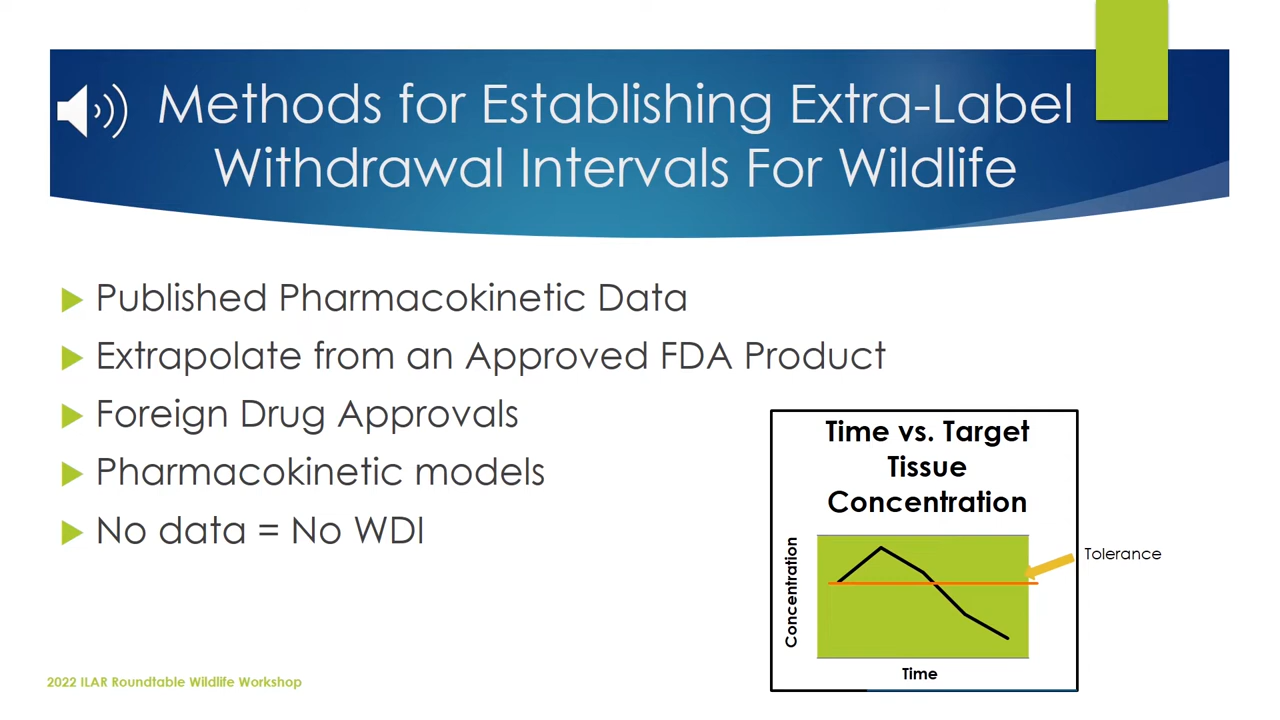 Methods for Establishing Extra-Label
Withdrawal Intervals For Wildlife
Published Pharmacokinetic Data
Extrapolate from an Approved FDA Product
Foreign Drug Approvals
Pharmacokinetic models
No data = No WDI
Time vs. Target
Tissue
Concentration
Concentration
Tolerance
Time
2022 ILAR Roundtable Wildlife Workshop